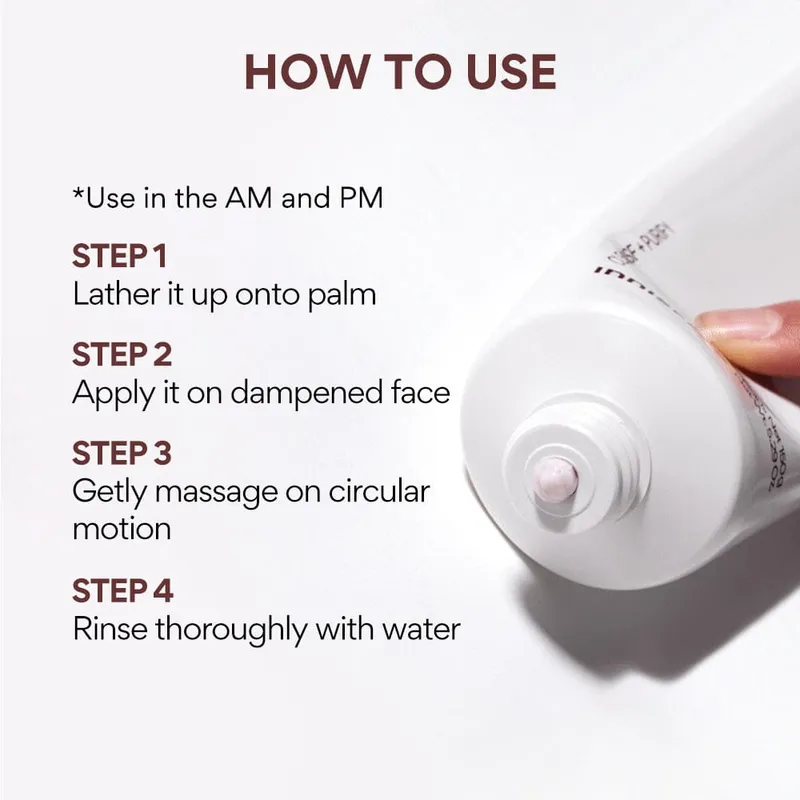 HOW TO USE
*Use in the AM and PM
STEP 1
Lather it up onto palm
STEP 2
Apply it on dampened face
STEP 3
Getly massage on circular
motion
STEP 4
Rinse thoroughly with water
+ PURIFY